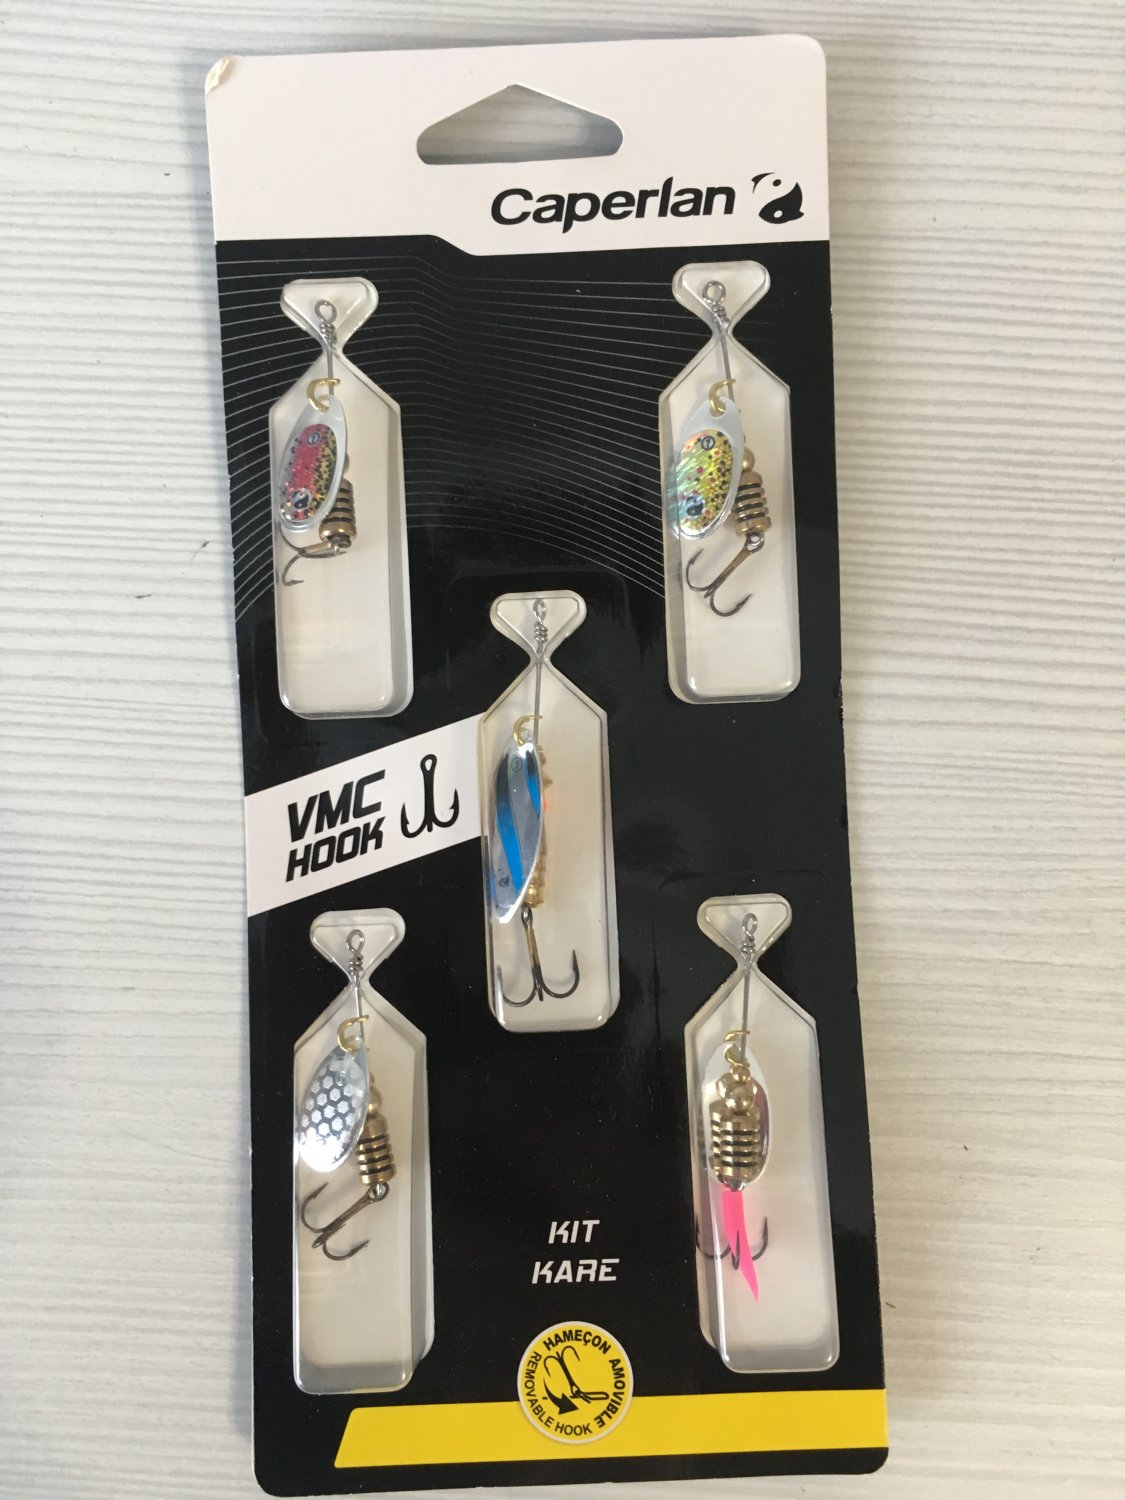 Caperlan
VMC
HOOK
KIT
KARE
HAMEÇON AMOVIBLE
REMOVABLE HOOK